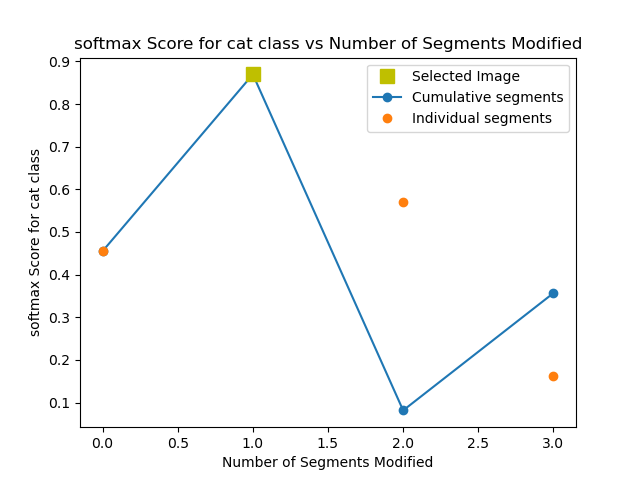 softmax Score for cat class vs Number of Segments Modified
Selected Image
Cumulative segments
Individual segments
softmax Score for cat class
0.9
0.8
0.7
0.6
0.5
0.4
0.3
0.2
0.1
0.0 0.5 1.0 1.5 2.0 2.5 3.0
Number of Segments Modified